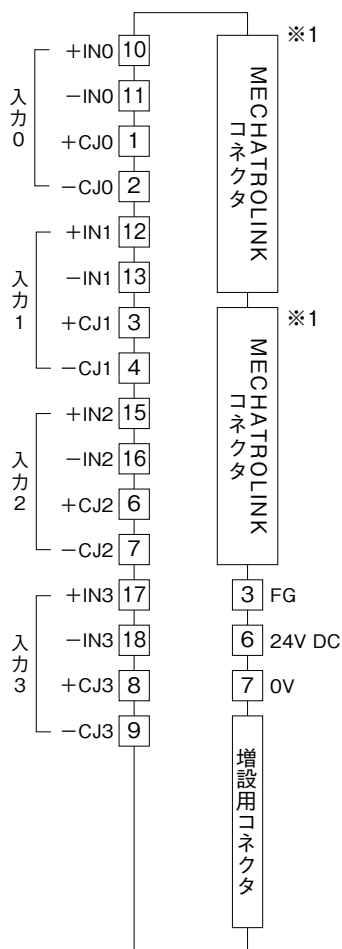 入力0
+IN0 10
−IN0 11
+CJ0 1
−CJ0 2
入力1
+IN1 12
−IN1 13
+CJ1 3
−CJ1 4
入力2
+IN2 15
−IN2 16
+CJ2 6
−CJ2 7
入力3
+IN3 17
−IN3 18
+CJ3 8
−CJ3 9
※1
MECHATROLINK
コネクタ
※1
MECHATROLINK
コネクタ
3 FG
6 24V DC
7 0V
増設用コネクタ